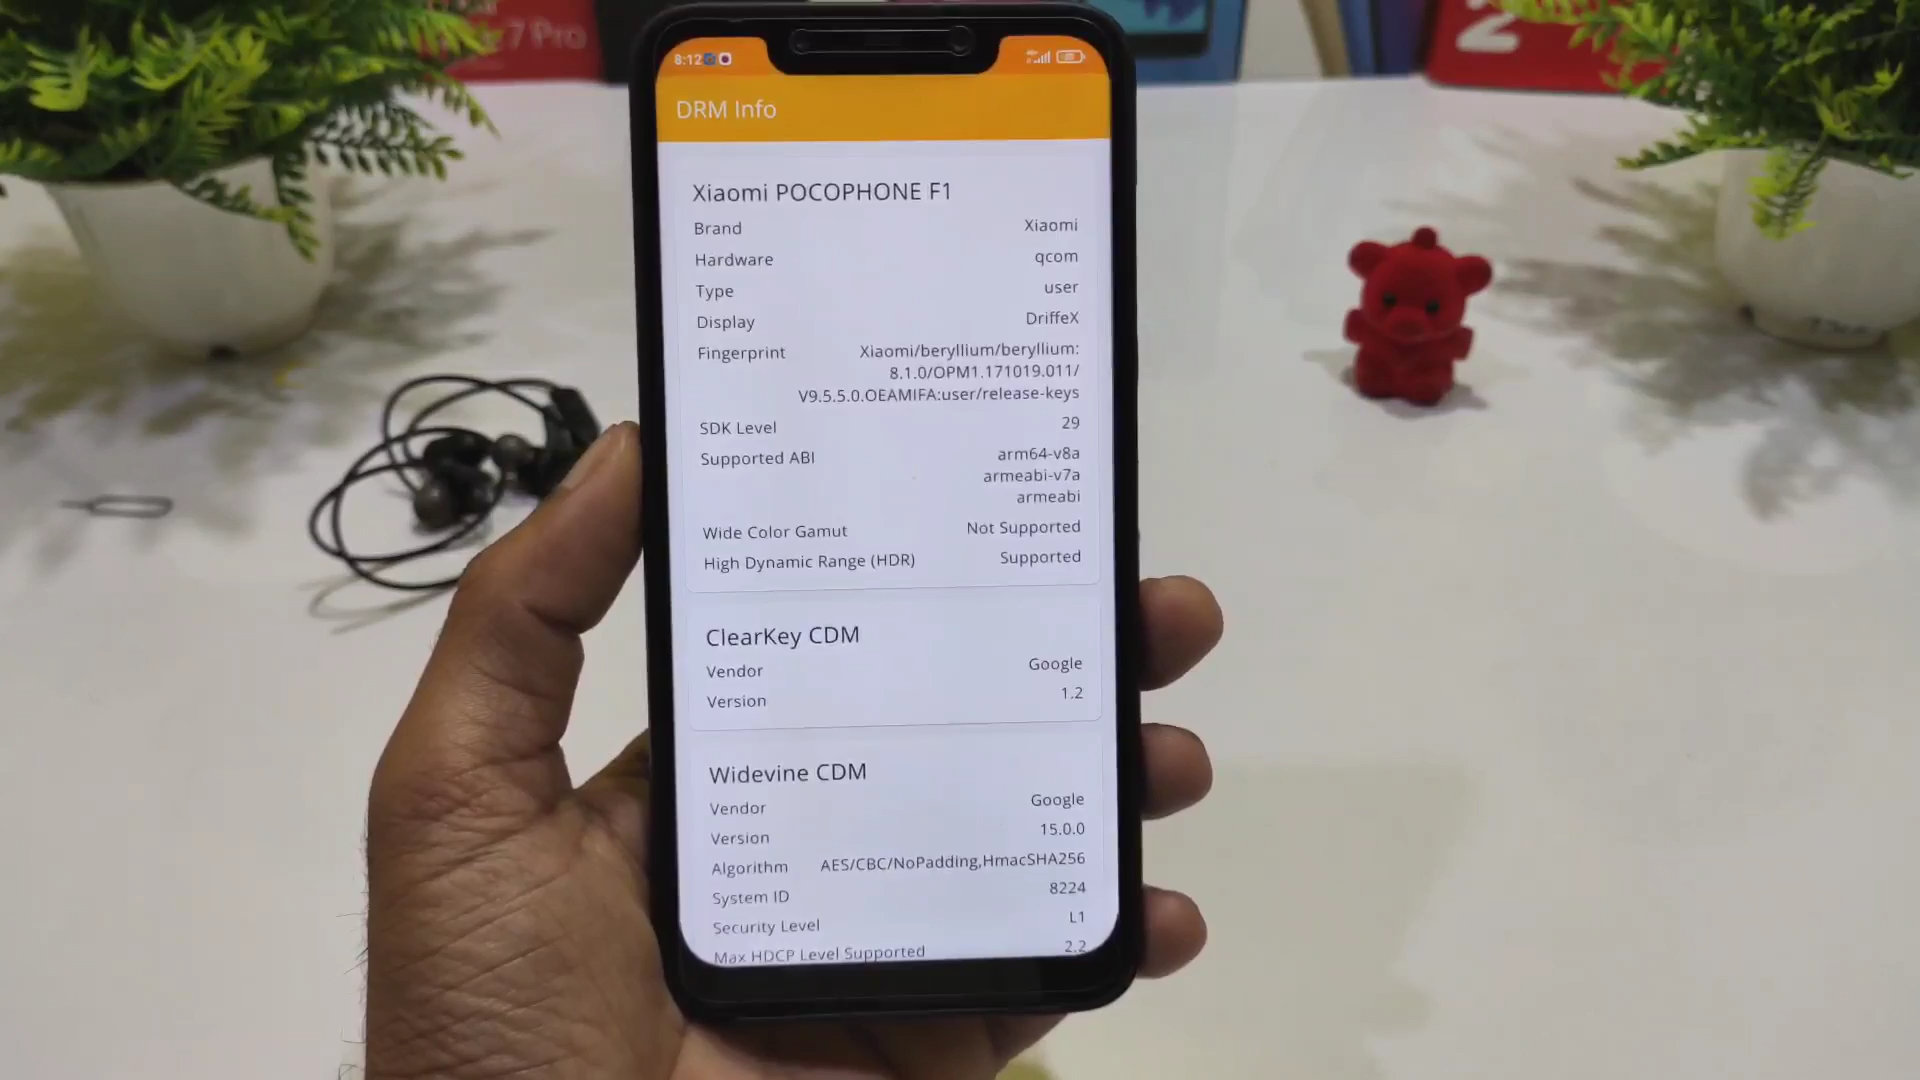 7 Pro
2
8:12
DRM Info
Xiaomi POCOPHONE F1
Brand Xiaomi
Hardware qcom
Type user
Display DriffeX
Fingerprint Xiaomi/beryllium/beryllium:
8.1.0/OPM1.171019.011/
V9.5.5.0.OEAMIFA:user/release-keys
SDK Level 29
Supported ABI arm64-v8a
armeabi-v7a
armeabi
Wide Color Gamut Not Supported
High Dynamic Range (HDR) Supported
ClearKey CDM
Vendor Google
Version 1.2
Widevine CDM
Vendor Google
Version 15.0.0
Algorithm AES/CBC/NoPadding,HmacSHA256
System ID 8224
Security Level L1
Max HDCP Level Supported 2.2